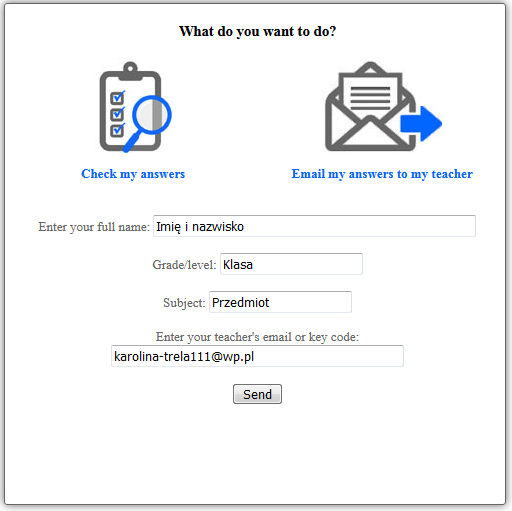 What do you want to do?
Check my answers
Email my answers to my teacher
Enter your full name: Imię i nazwisko
Grade/level: Klasa
Subject: Przedmiot
Enter your teacher's email or key code:
karolina-trela111@wp.pl
Send